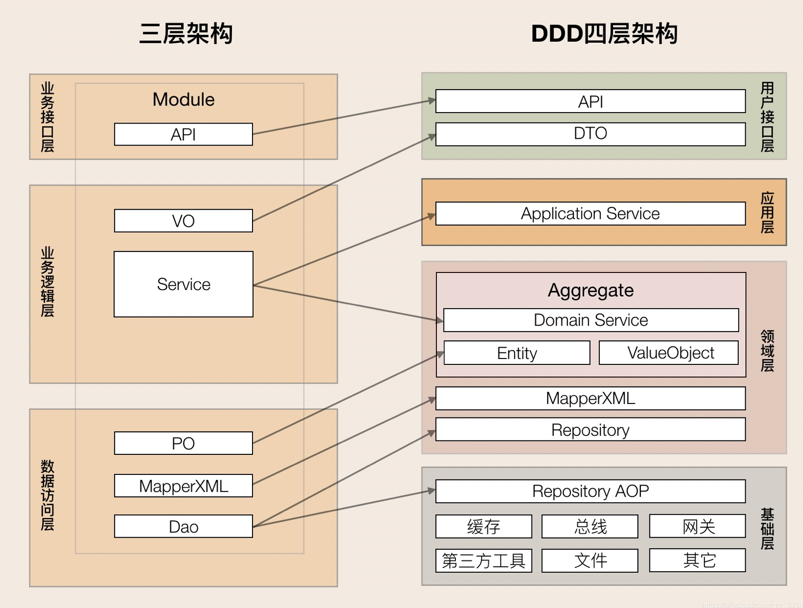 三层架构
DDD四层架构
业务接口层
Module
API
业务逻辑层
VO
Service
数据访问层
PO
MapperXML
Dao
API
DTO
用户接口层
Application Service
应用层
Aggregate
Domain Service
Entity
ValueObject
MapperXML
Repository
领域层
Repository AOP
缓存
总线
网关
第三方工具
文件
其它
基础层